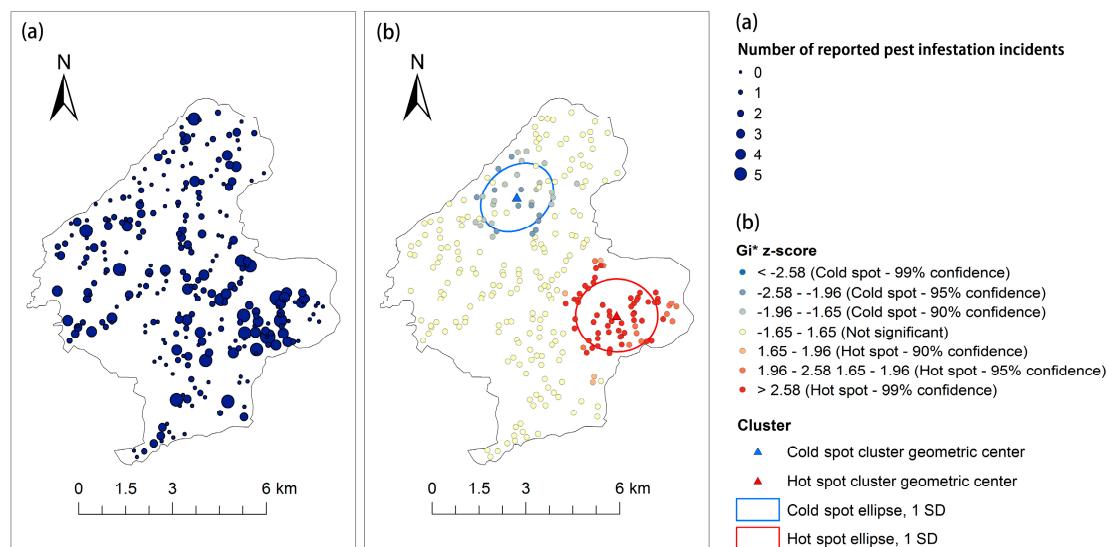 (a)
N
0 1.5 3 6 km
(b)
N
0 1.5 3 6 km
(a)
Number of reported pest infestation incidents
0
1
2
3
4
5
(b)
Gi* z-score
< -2.58 (Cold spot - 99% confidence)
-2.58 - -1.96 (Cold spot - 95% confidence)
-1.96 - -1.65 (Cold spot - 90% confidence)
-1.65 - 1.65 (Not significant)
1.65 - 1.96 (Hot spot - 90% confidence)
1.96 - 2.58 1.65 - 1.96 (Hot spot - 95% confidence)
> 2.58 (Hot spot - 99% confidence)
Cluster
Cold spot cluster geometric center
Hot spot cluster geometric center
Cold spot ellipse, 1 SD
Hot spot ellipse, 1 SD